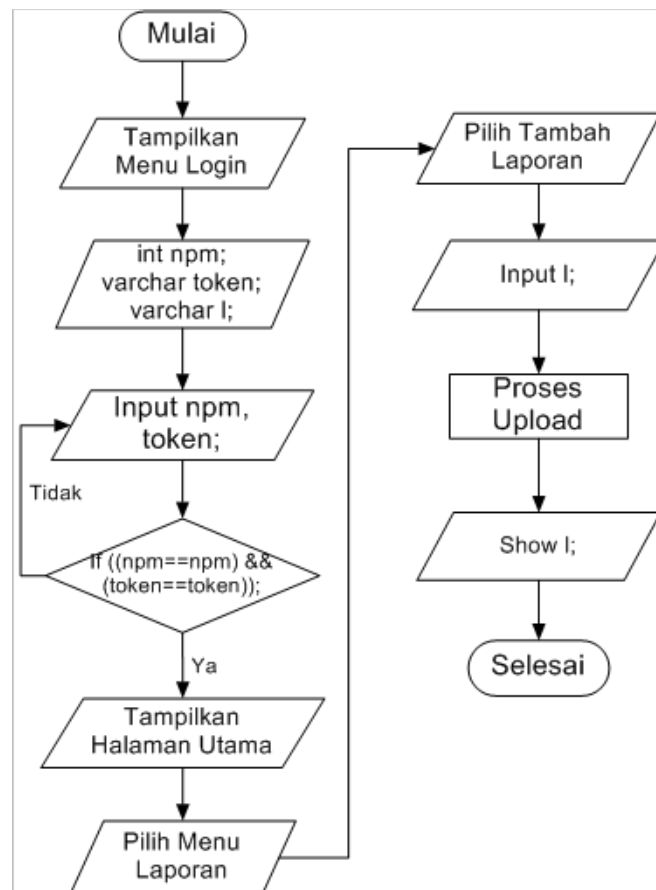 Mulai
Tampilkan
Menu Login
int npm;
varchar token;
varchar l;
Input npm,
token;
Tidak
If ((npm==npm) &&
(token==token));
Ya
Tampilkan
Halaman Utama
Pilih Menu
Laporan
Pilih Tambah
Laporan
Input l;
Proses
Upload
Show l;
Selesai